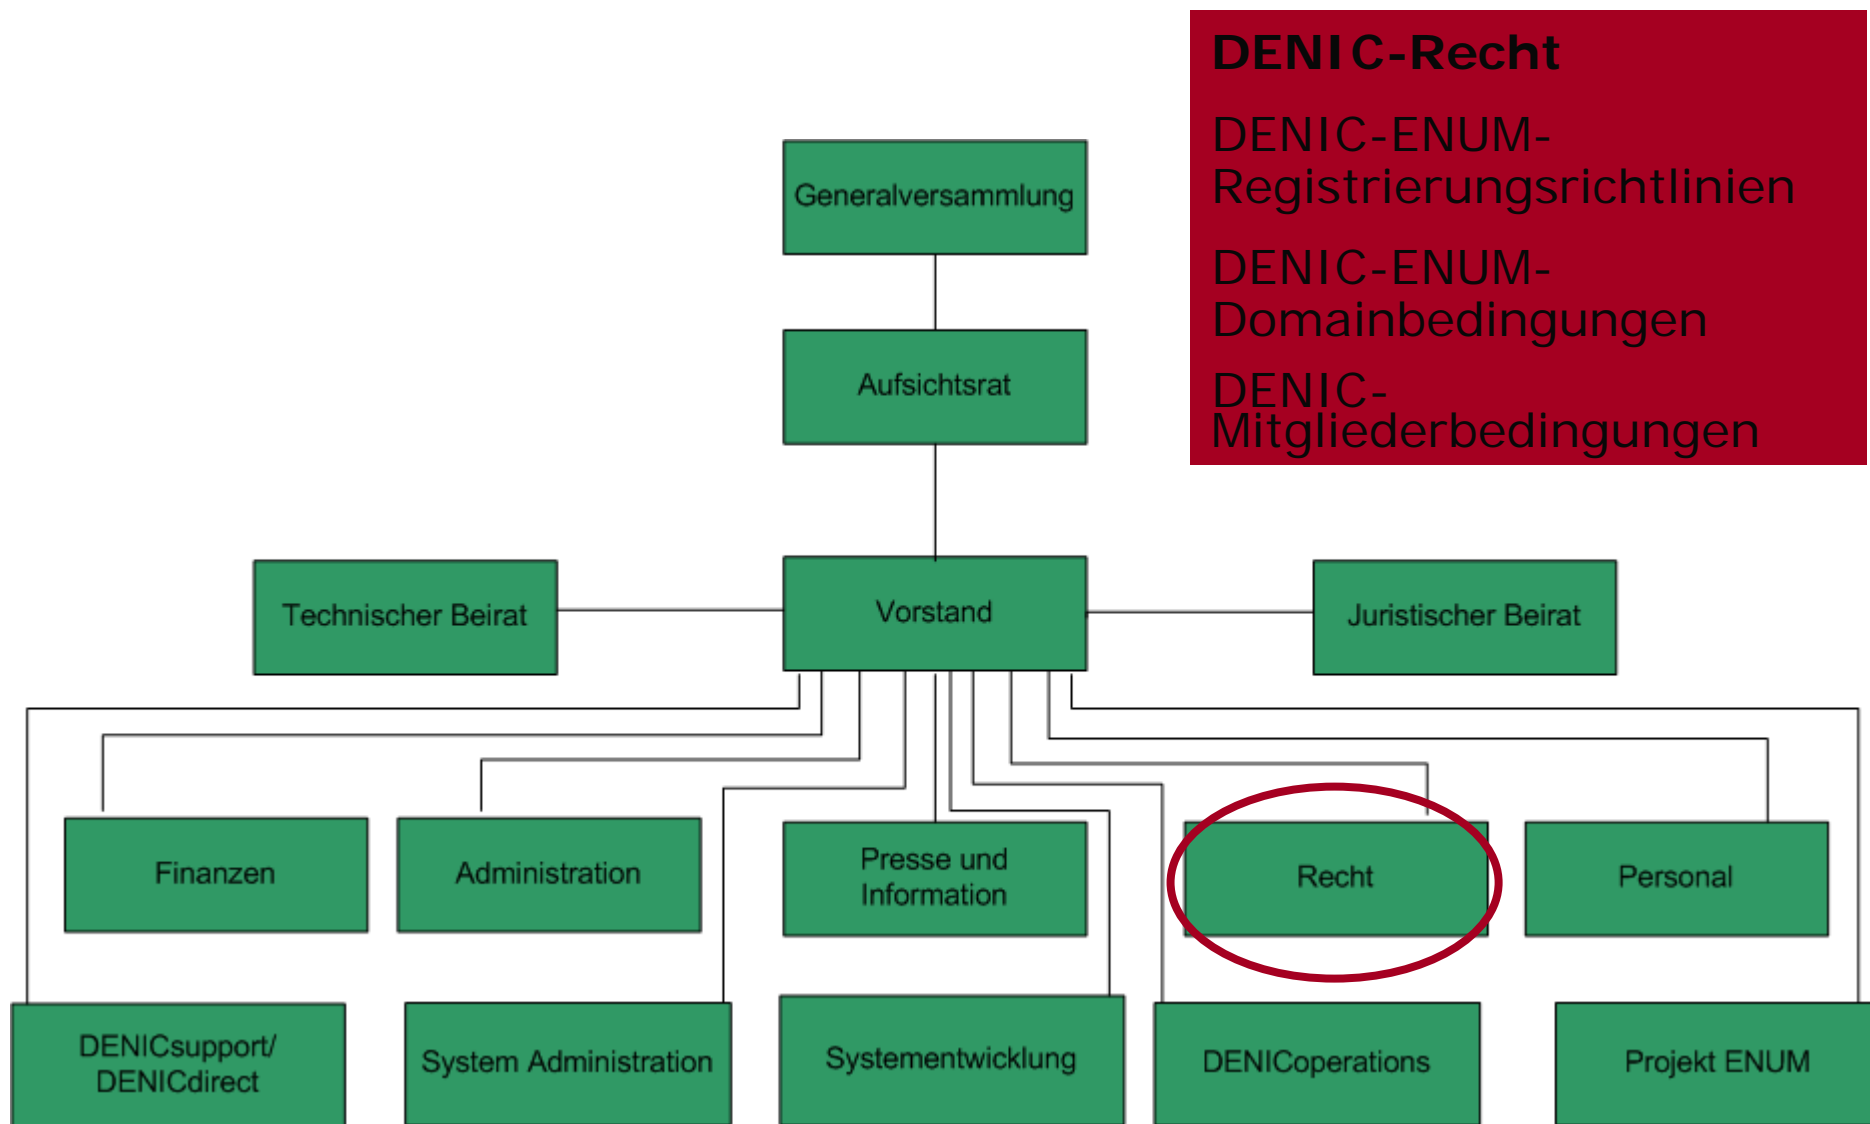 DENIC-Recht
DENIC-ENUM-
Registrierungsrichtlinien
DENIC-ENUM-
Domainbedingungen
DENIC-
Mitgliederbedingungen
Generalversammlung
Aufsichtsrat
Technischer Beirat
Vorstand
Juristischer Beirat
Finanzen
Administration
Presse und
Information
Recht
Personal
DENICsupport/
DENICdirect
System Administration
Systementwicklung
DENICoperations
Projekt ENUM